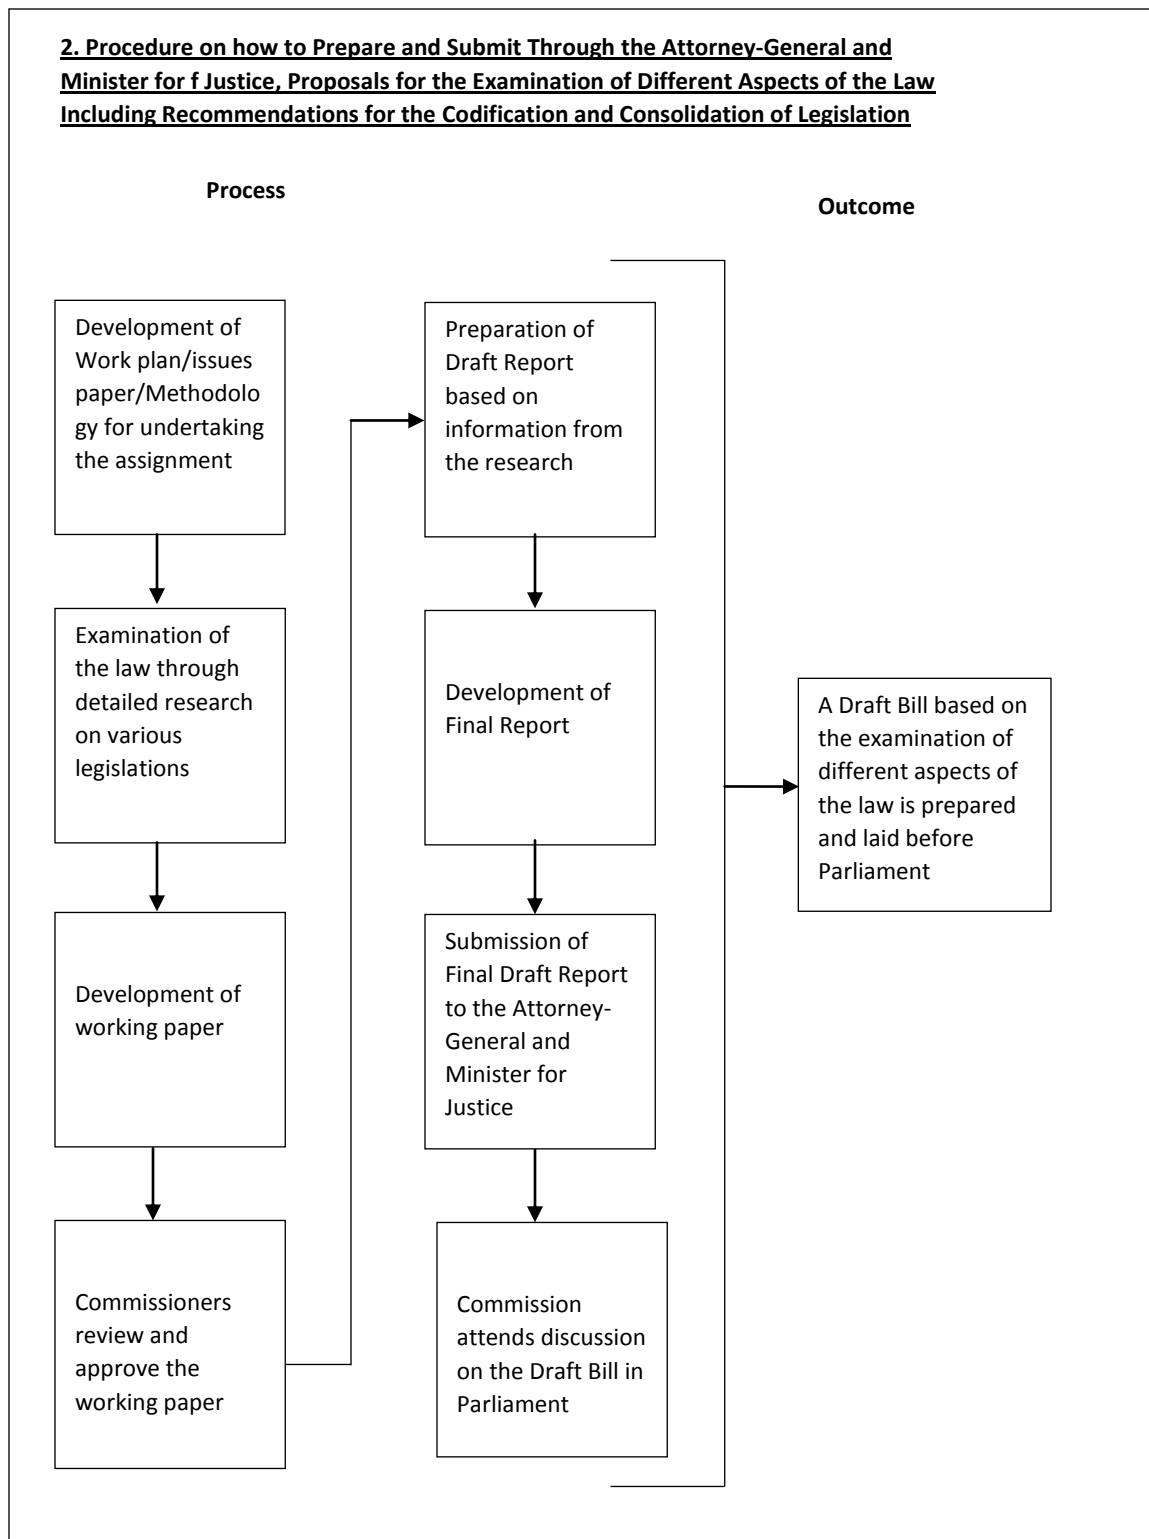 2. Procedure on how to Prepare and Submit Through the Attorney-General and
Minister for f Justice, Proposals for the Examination of Different Aspects of the Law
Including Recommendations for the Codification and Consolidation of Legislation
Process
Outcome
Development of
Work plan/issues
paper/Methodolo
gy for undertaking
the assignment
Examination of
the law through
detailed research
on various
legislations
Development of
working paper
Commissioners
review and
approve the
working paper
Preparation of
Draft Report
based on
information from
the research
Development of
Final Report
Submission of
Final Draft Report
to the Attorney-
General and
Minister for
Justice
Commission
attends discussion
on the Draft Bill in
Parliament
A Draft Bill based on
the examination of
different aspects of
the law is prepared
and laid before
Parliament